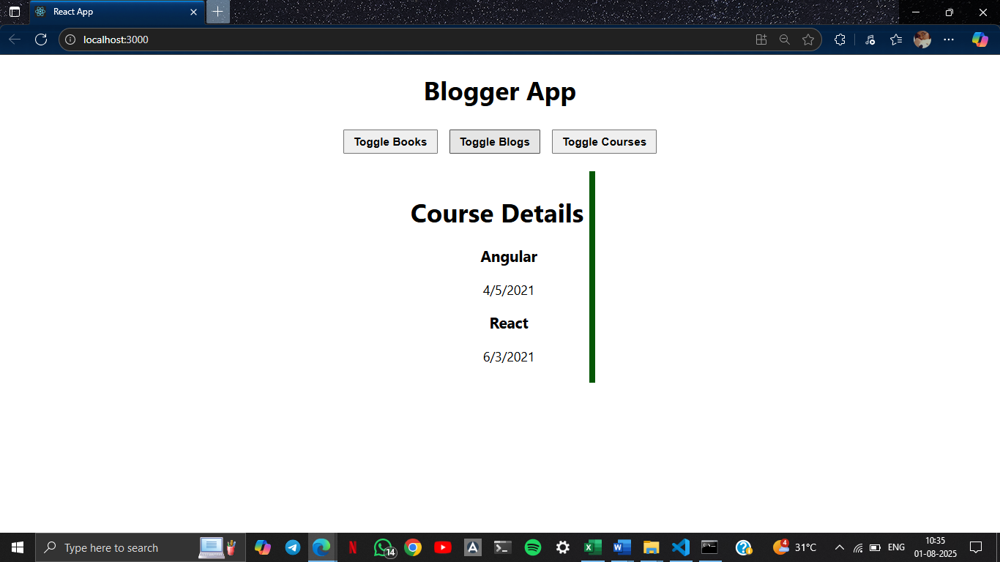 React App
localhost:3000
Blogger App
Toggle Books Toggle Blogs Toggle Courses
Course Details
Angular
4/5/2021
React
6/3/2021
Type here to search
N
14
A
4
31°C
ENG
10:35
01-08-2025